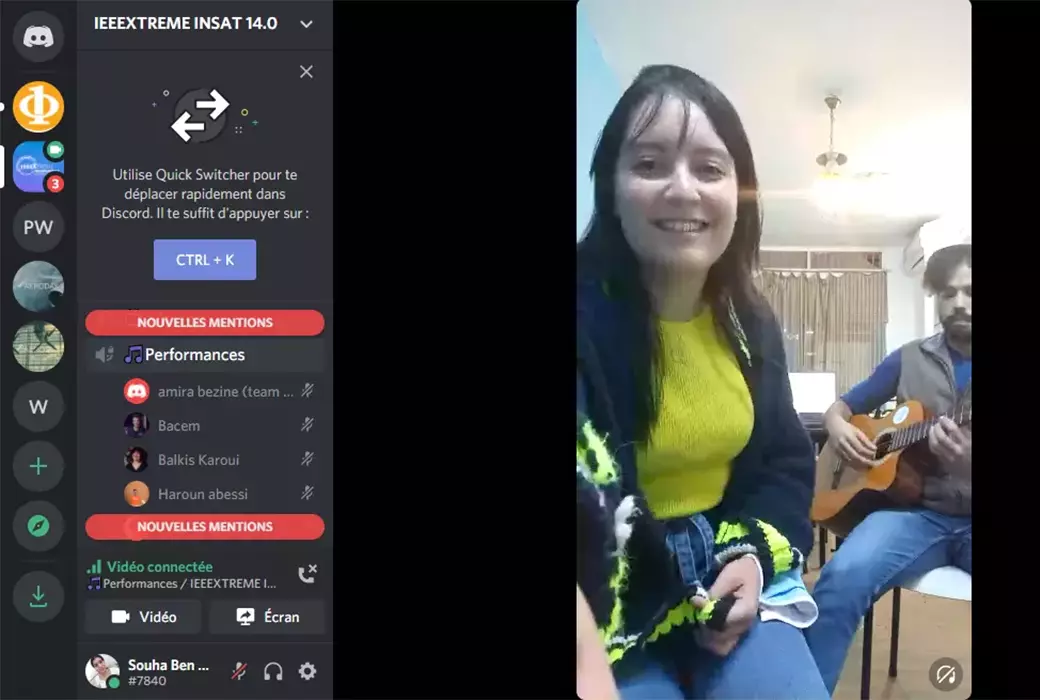 IEEEXTREME INSAT 14.0
Utilise Quick Switcher pour te
déplacer rapidement dans
Discord. Il te suffit d'appuyer sur :
CTRL + K
3
PW
W
NOUVELLES MENTIONS
Performances
amira bezine (team ...
Bacem
Balkis Karoui
Haroun abessi
NOUVELLES MENTIONS
Vidéo connectée
Performances / IEEEXTREME I...
Vidéo
Écran
Souha Ben ...
#7840